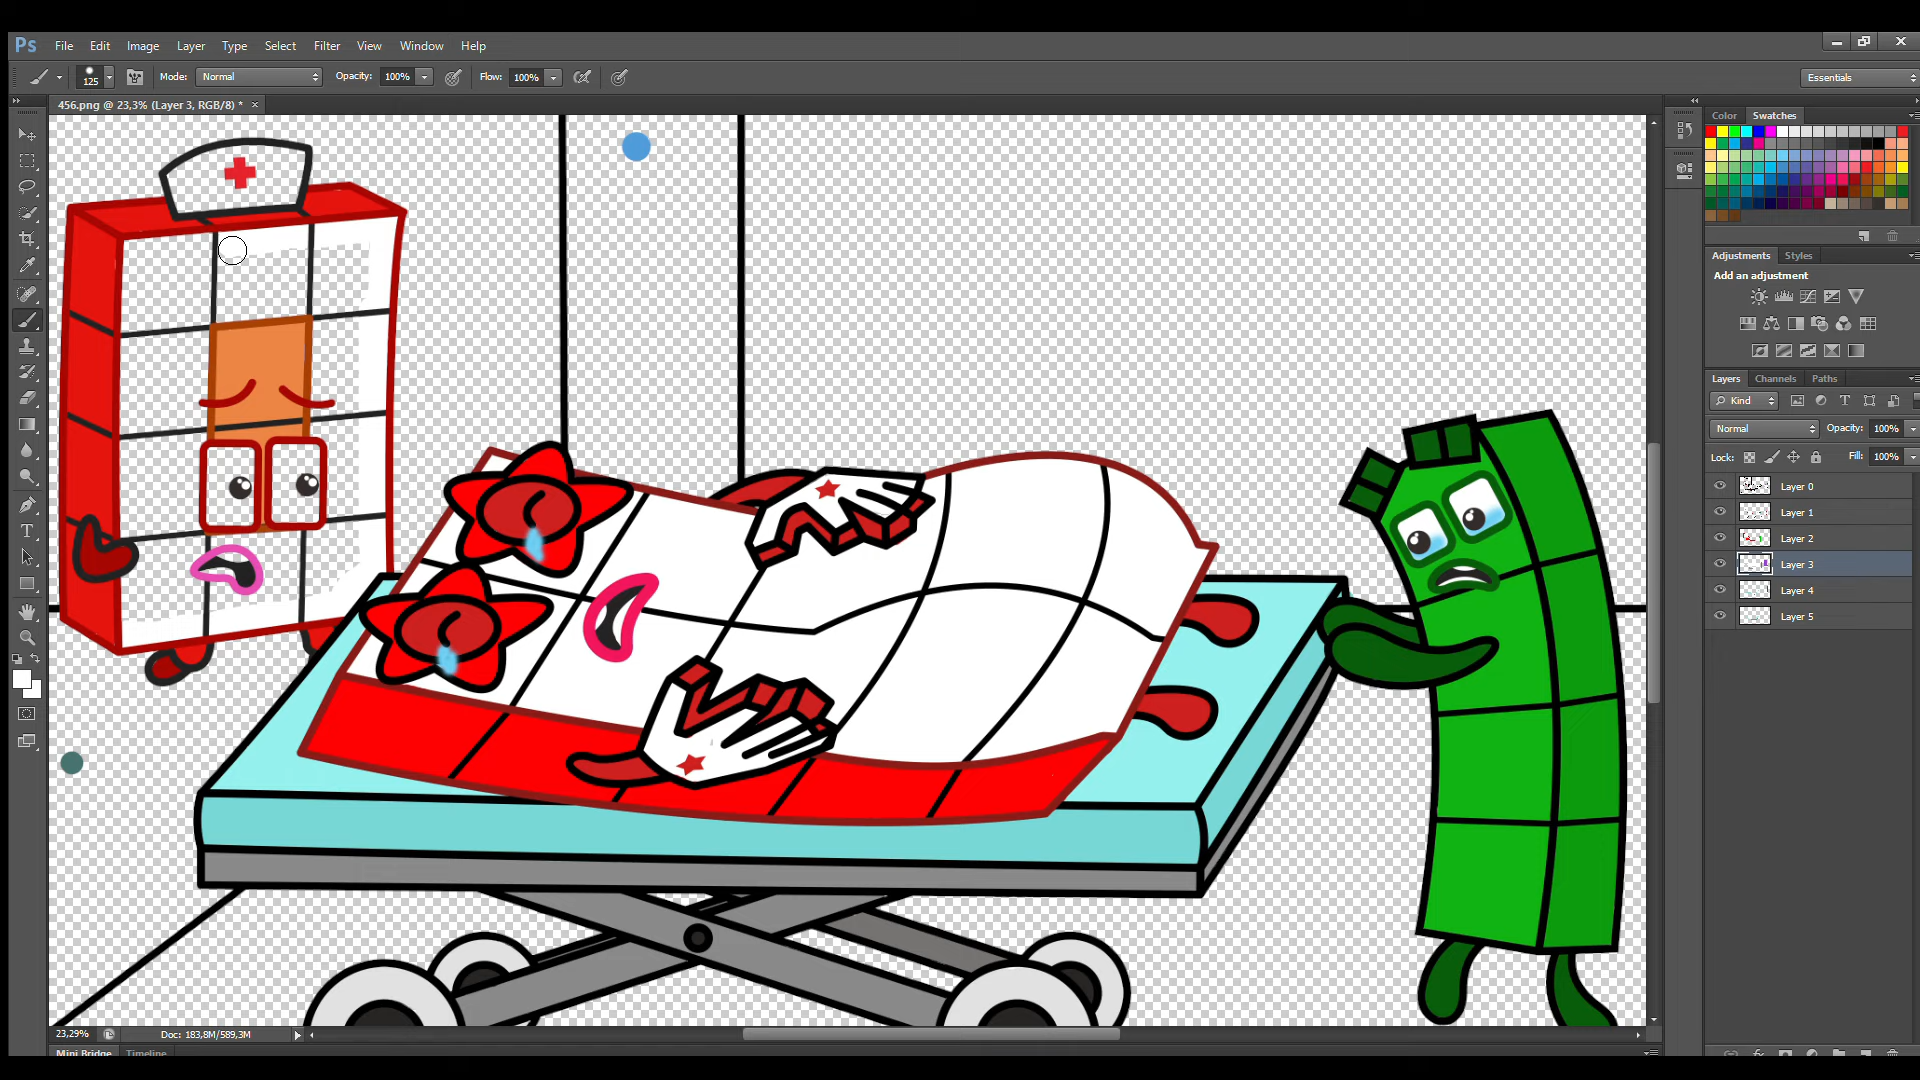 Ps File Edit Image Layer Type Select Filter View Window Help
125 Mode: Normal Opacity: 100% Flow: 100% Essentials
456.png @ 23,3% (Layer 3, RGB/8) *
Color Swatches
Adjustments Styles
Add an adjustment
Layers Channels Paths
Kind
Normal Opacity: 100%
Lock: Fill: 100%
Layer 0
Layer 1
Layer 2
Layer 3
Layer 4
Layer 5
23,29% Doc: 183,8M/589,3M
Mini Bridge Timeline